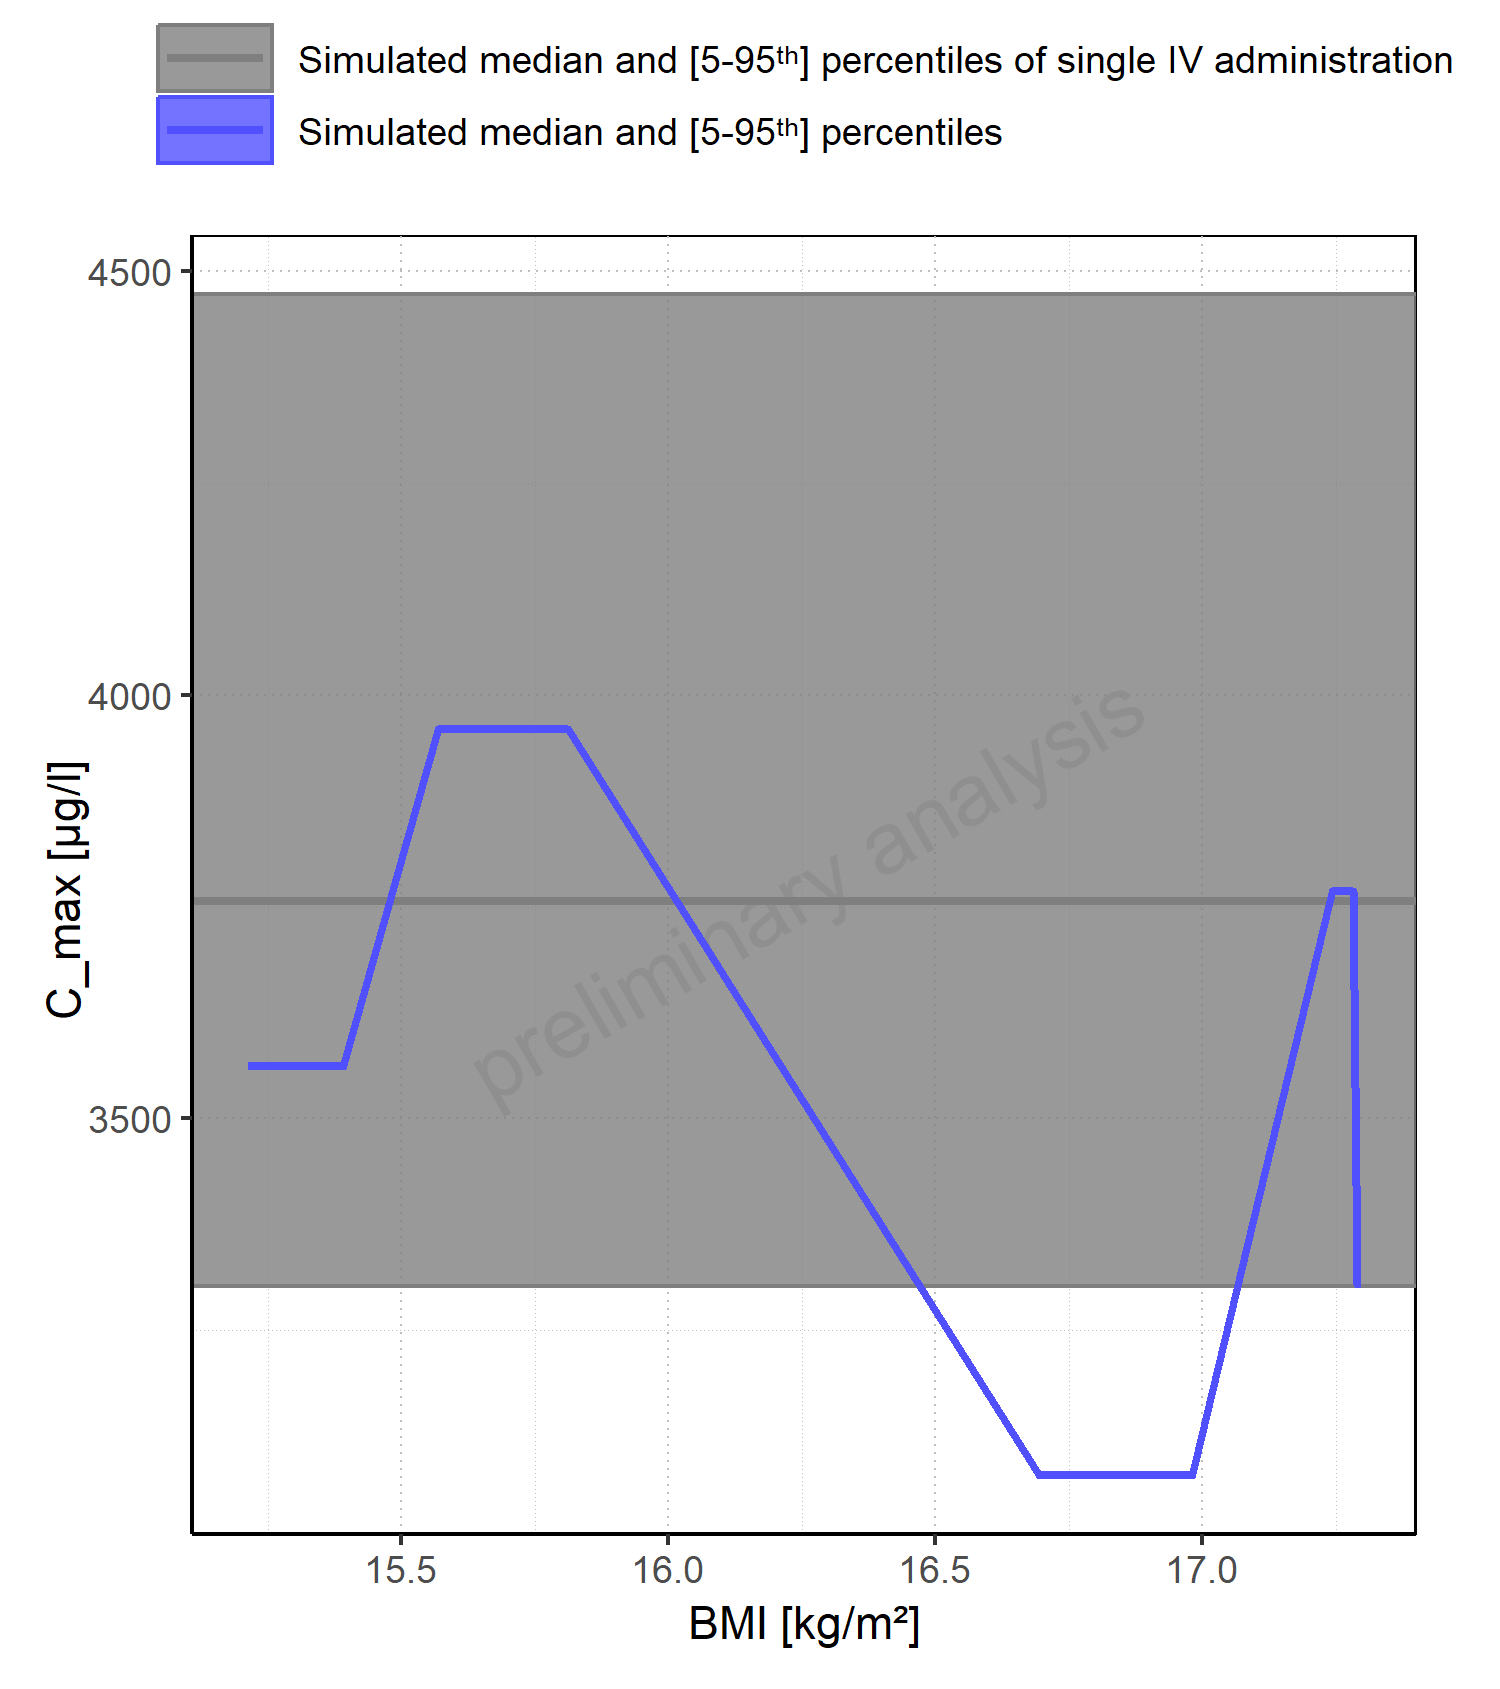 Simulated median and [5-95ᵗʰ] percentiles of single IV administration
Simulated median and [5-95ᵗʰ] percentiles
4500
4000
3500
C_max [µg/l]
preliminary analysis
15.5 16.0 16.5 17.0
BMI [kg/m²]